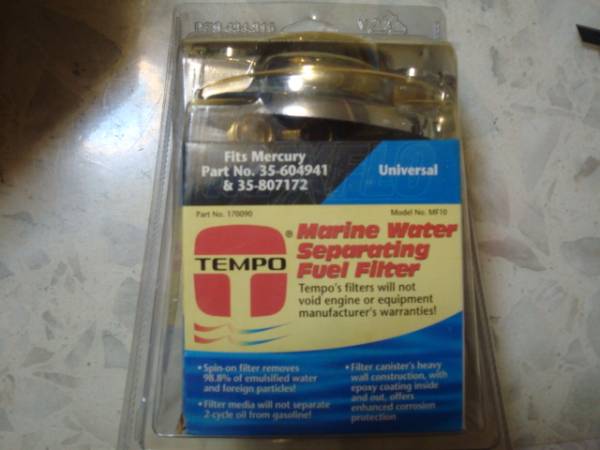 Fits Mercury
Part No. 35-604941
& 35-807172
Universal
Part No. 170090
Model No. MF10
TEMPO ®
Marine Water
Separating
Fuel Filter
Tempo's filters will not
void engine or equipment
manufacturer's warranties!
• Spin-on filter removes
98.8% of emulsified water
and foreign particles!
• Filter media will not separate
2-cycle oil from gasoline!
• Filter canister's heavy
wall construction, with
epoxy coating inside
and out, offers
enhanced corrosion
protection